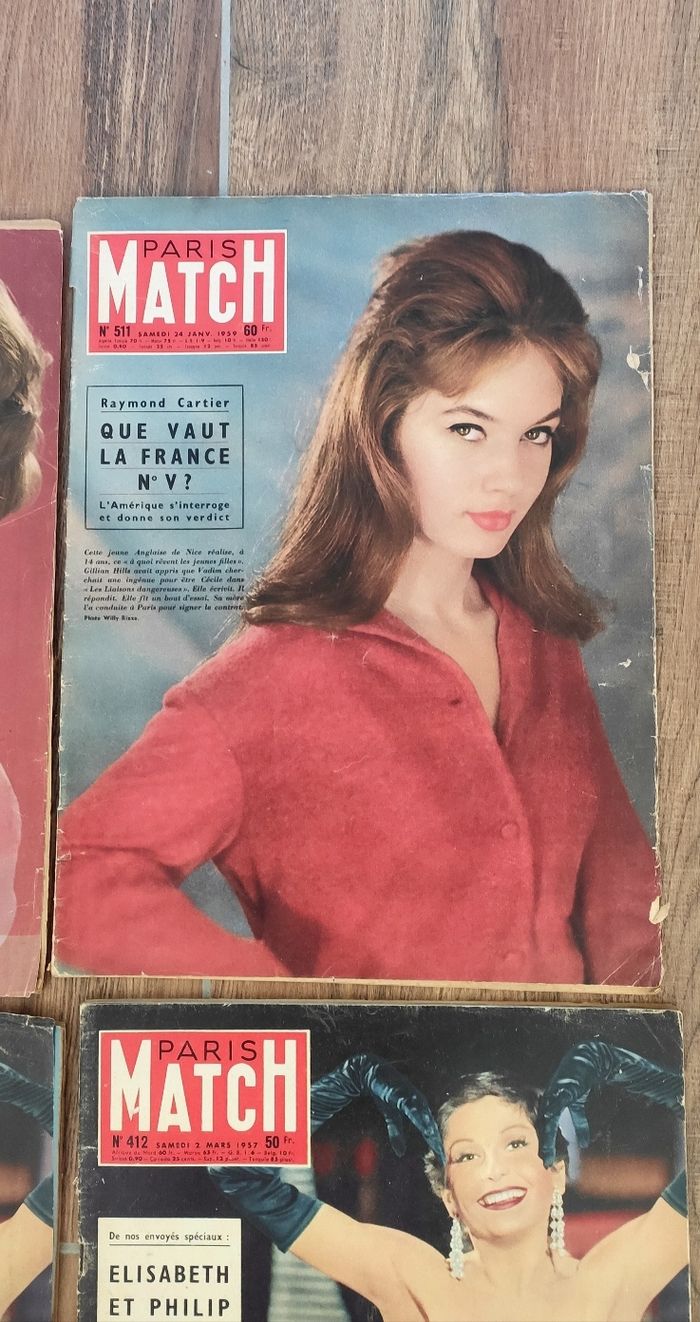 PARIS
MATCH
N° 511 SAMEDI 24 JANV. 1959 60 Fr.
Raymond Cartier
QUE VAUT
LA FRANCE
N° V ?
L'Amérique s'interroge
et donne son verdict
Cette jeune Anglaise de Nice réalise, à
14 ans, ce « à quoi rêvent les jeunes filles ».
Gillian Hills avait appris que Vadim cher-
chait une ingénue pour être Cécile dans
« Les Liaisons dangereuses ». Elle écrivit. Il
répondit. Elle fit un bout d'essai. Sa mère
l'a conduite à Paris pour signer le contrat.
Photo Willy Rizzo.
PARIS
MATCH
N° 412 SAMEDI 2 MARS 1957 50 Fr.
De nos envoyés spéciaux :
ELISABETH
ET PHILIP